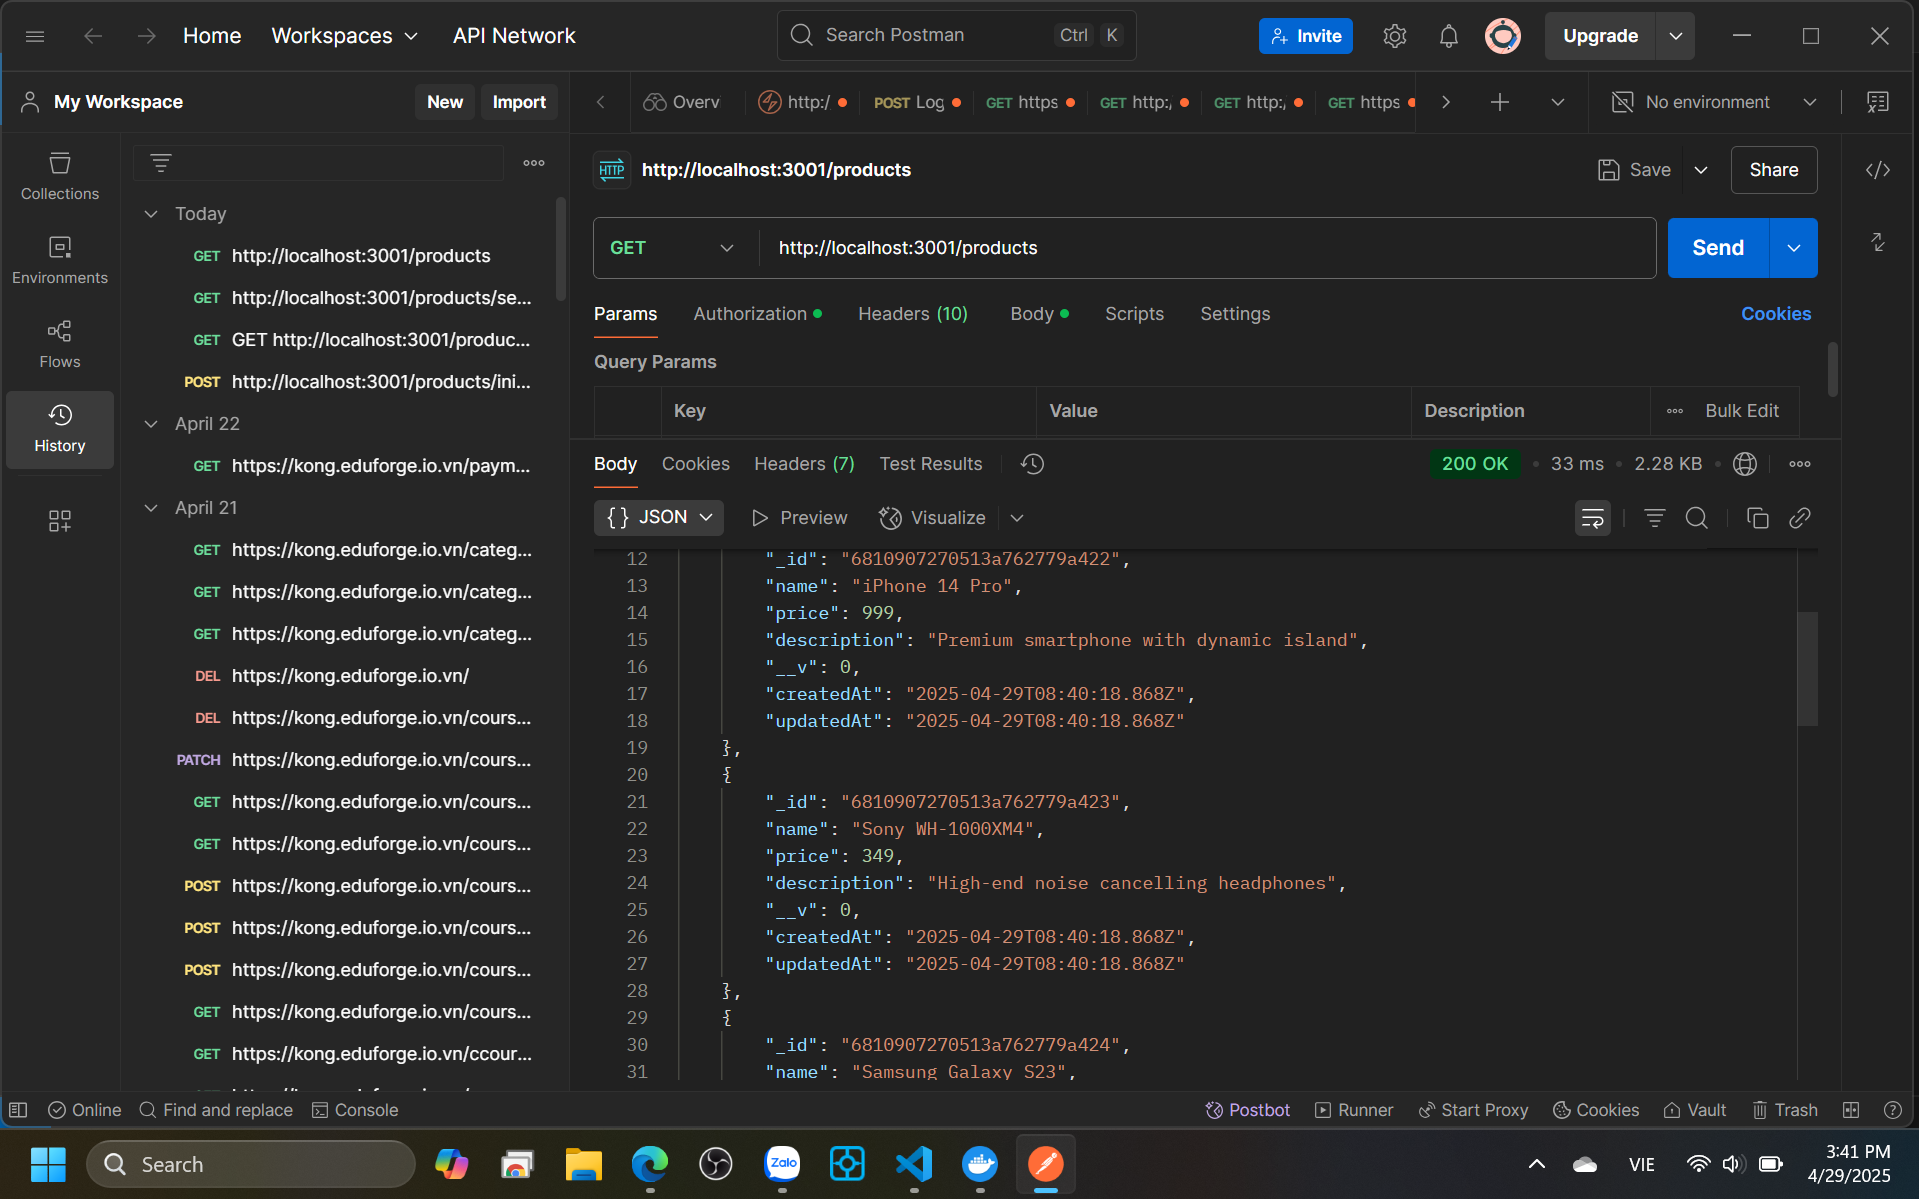 Home
Workspaces
API Network
Search Postman
Ctrl
K
Invite
Upgrade
My Workspace
New
Import
Overv
http:/
POST Log
GET https
GET http:/
GET http:/
GET https
No environment
Collections
Environments
Flows
History
Today
GET http://localhost:3001/products
GET http://localhost:3001/products/se...
GET GET http://localhost:3001/produc...
POST http://localhost:3001/products/ini...
April 22
GET https://kong.eduforge.io.vn/paym...
April 21
GET https://kong.eduforge.io.vn/categ...
GET https://kong.eduforge.io.vn/categ...
GET https://kong.eduforge.io.vn/categ...
DEL https://kong.eduforge.io.vn/
DEL https://kong.eduforge.io.vn/cours...
PATCH https://kong.eduforge.io.vn/cours...
GET https://kong.eduforge.io.vn/cours...
GET https://kong.eduforge.io.vn/cours...
POST https://kong.eduforge.io.vn/cours...
POST https://kong.eduforge.io.vn/cours...
POST https://kong.eduforge.io.vn/cours...
GET https://kong.eduforge.io.vn/cours...
GET https://kong.eduforge.io.vn/ccour...
HTTP
http://localhost:3001/products
Save
Share
GET
http://localhost:3001/products
Send
Params
Authorization
Headers (10)
Body
Scripts
Settings
Cookies
Query Params
Key
Value
Description
Bulk Edit
Body
Cookies
Headers (7)
Test Results
200 OK
33 ms
2.28 KB
{} JSON
Preview
Visualize
12 "_id": "6810907270513a762779a422",
13 "name": "iPhone 14 Pro",
14 "price": 999,
15 "description": "Premium smartphone with dynamic island",
16 "__v": 0,
17 "createdAt": "2025-04-29T08:40:18.868Z",
18 "updatedAt": "2025-04-29T08:40:18.868Z"
19 },
20 {
21 "_id": "6810907270513a762779a423",
22 "name": "Sony WH-1000XM4",
23 "price": 349,
24 "description": "High-end noise cancelling headphones",
25 "__v": 0,
26 "createdAt": "2025-04-29T08:40:18.868Z",
27 "updatedAt": "2025-04-29T08:40:18.868Z"
28 },
29 {
30 "_id": "6810907270513a762779a424",
31 "name": "Samsung Galaxy S23",
Online
Find and replace
Console
Postbot
Runner
Start Proxy
Cookies
Vault
Trash
Search
Zalo
VIE
3:41 PM
4/29/2025